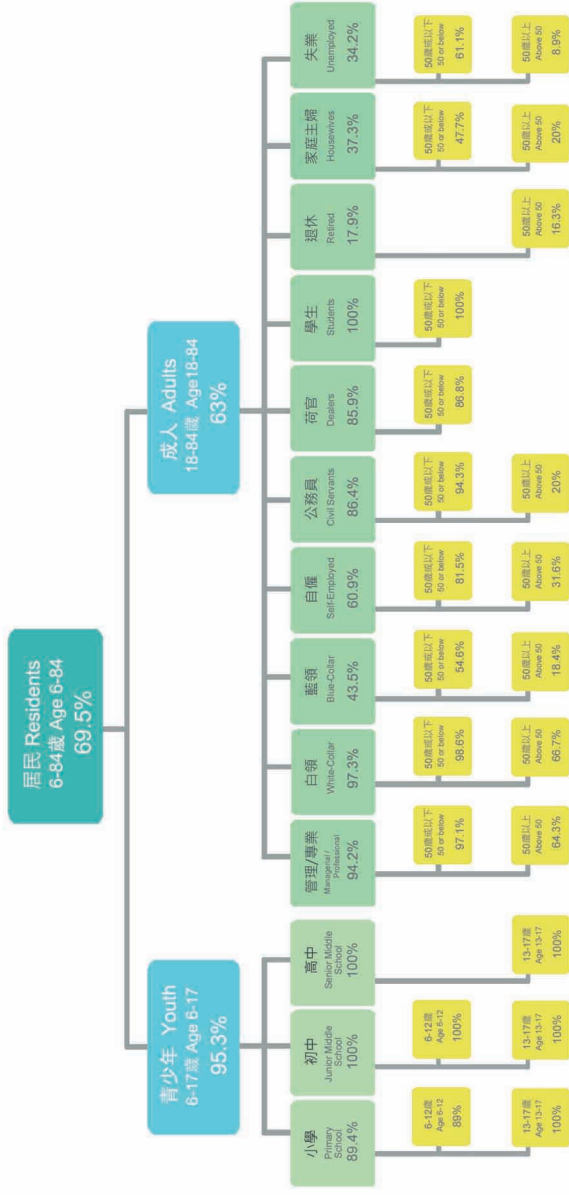 居民 Residents
6-84歲 Age 6-84
69.5%
青少年 Youth
6-17歲 Age 6-17
95.3%
成人 Adults
18-84歲 Age18-84
63%
小學
Primary
School
89.4%
初中
Junior Middle
School
100%
高中
Senior Middle
School
100%
管理/專業
Managerial /
Professional
94.2%
白領
White-Collar
97.3%
藍領
Blue-Collar
43.5%
自僱
Self-Employed
60.9%
公務員
Civil Servants
86.4%
荷官
Dealers
85.9%
學生
Students
100%
退休
Retired
17.9%
家庭主婦
Housewives
37.3%
失業
Unemployed
34.2%
6-12歲
Age 6-12
89%
6-12歲
Age 6-12
100%
50歲或以下
50 or below
97.1%
50歲或以下
50 or below
98.6%
50歲或以下
50 or below
54.6%
50歲或以下
50 or below
81.5%
50歲或以下
50 or below
94.3%
50歲或以下
50 or below
86.8%
50歲或以下
50 or below
100%
50歲或以下
50 or below
47.7%
50歲或以下
50 or below
61.1%
13-17歲
Age 13-17
100%
13-17歲
Age 13-17
100%
13-17歲
Age 13-17
100%
50歲以上
Above 50
64.3%
50歲以上
Above 50
66.7%
50歲以上
Above 50
18.4%
50歲以上
Above 50
31.6%
50歲以上
Above 50
20%
50歲以上
Above 50
16.3%
50歲以上
Above 50
20%
50歲以上
Above 50
8.9%